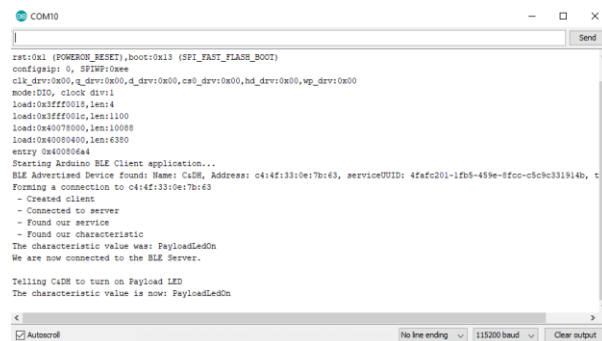 COM10
Send
rst:0x1 (POWERON_RESET),boot:0x13 (SPI_FAST_FLASH_BOOT)
configsip: 0, SPIWP:0xee
clk_drv:0x00,q_drv:0x00,d_drv:0x00,cs0_drv:0x00,hd_drv:0x00,wp_drv:0x00
mode:DIO, clock div:1
load:0x3fff0018,len:4
load:0x3fff001c,len:1100
load:0x40078000,len:10088
load:0x40080400,len:6380
entry 0x400806a4
Starting Arduino BLE Client application...
BLE Advertised Device found: Name: C&DH, Address: c4:4f:33:0e:7b:63, serviceUUID: 4fafc201-1fb5-459e-8fcc-c5c9c331914b, t
Forming a connection to c4:4f:33:0e:7b:63
- Created client
- Connected to server
- Found our service
- Found our characteristic
The characteristic value was: PayloadLedOn
We are now connected to the BLE Server.
Telling C&DH to turn on Payload LED
The characteristic value is now: PayloadLedOn
Autoscroll
No line ending
115200 baud
Clear output